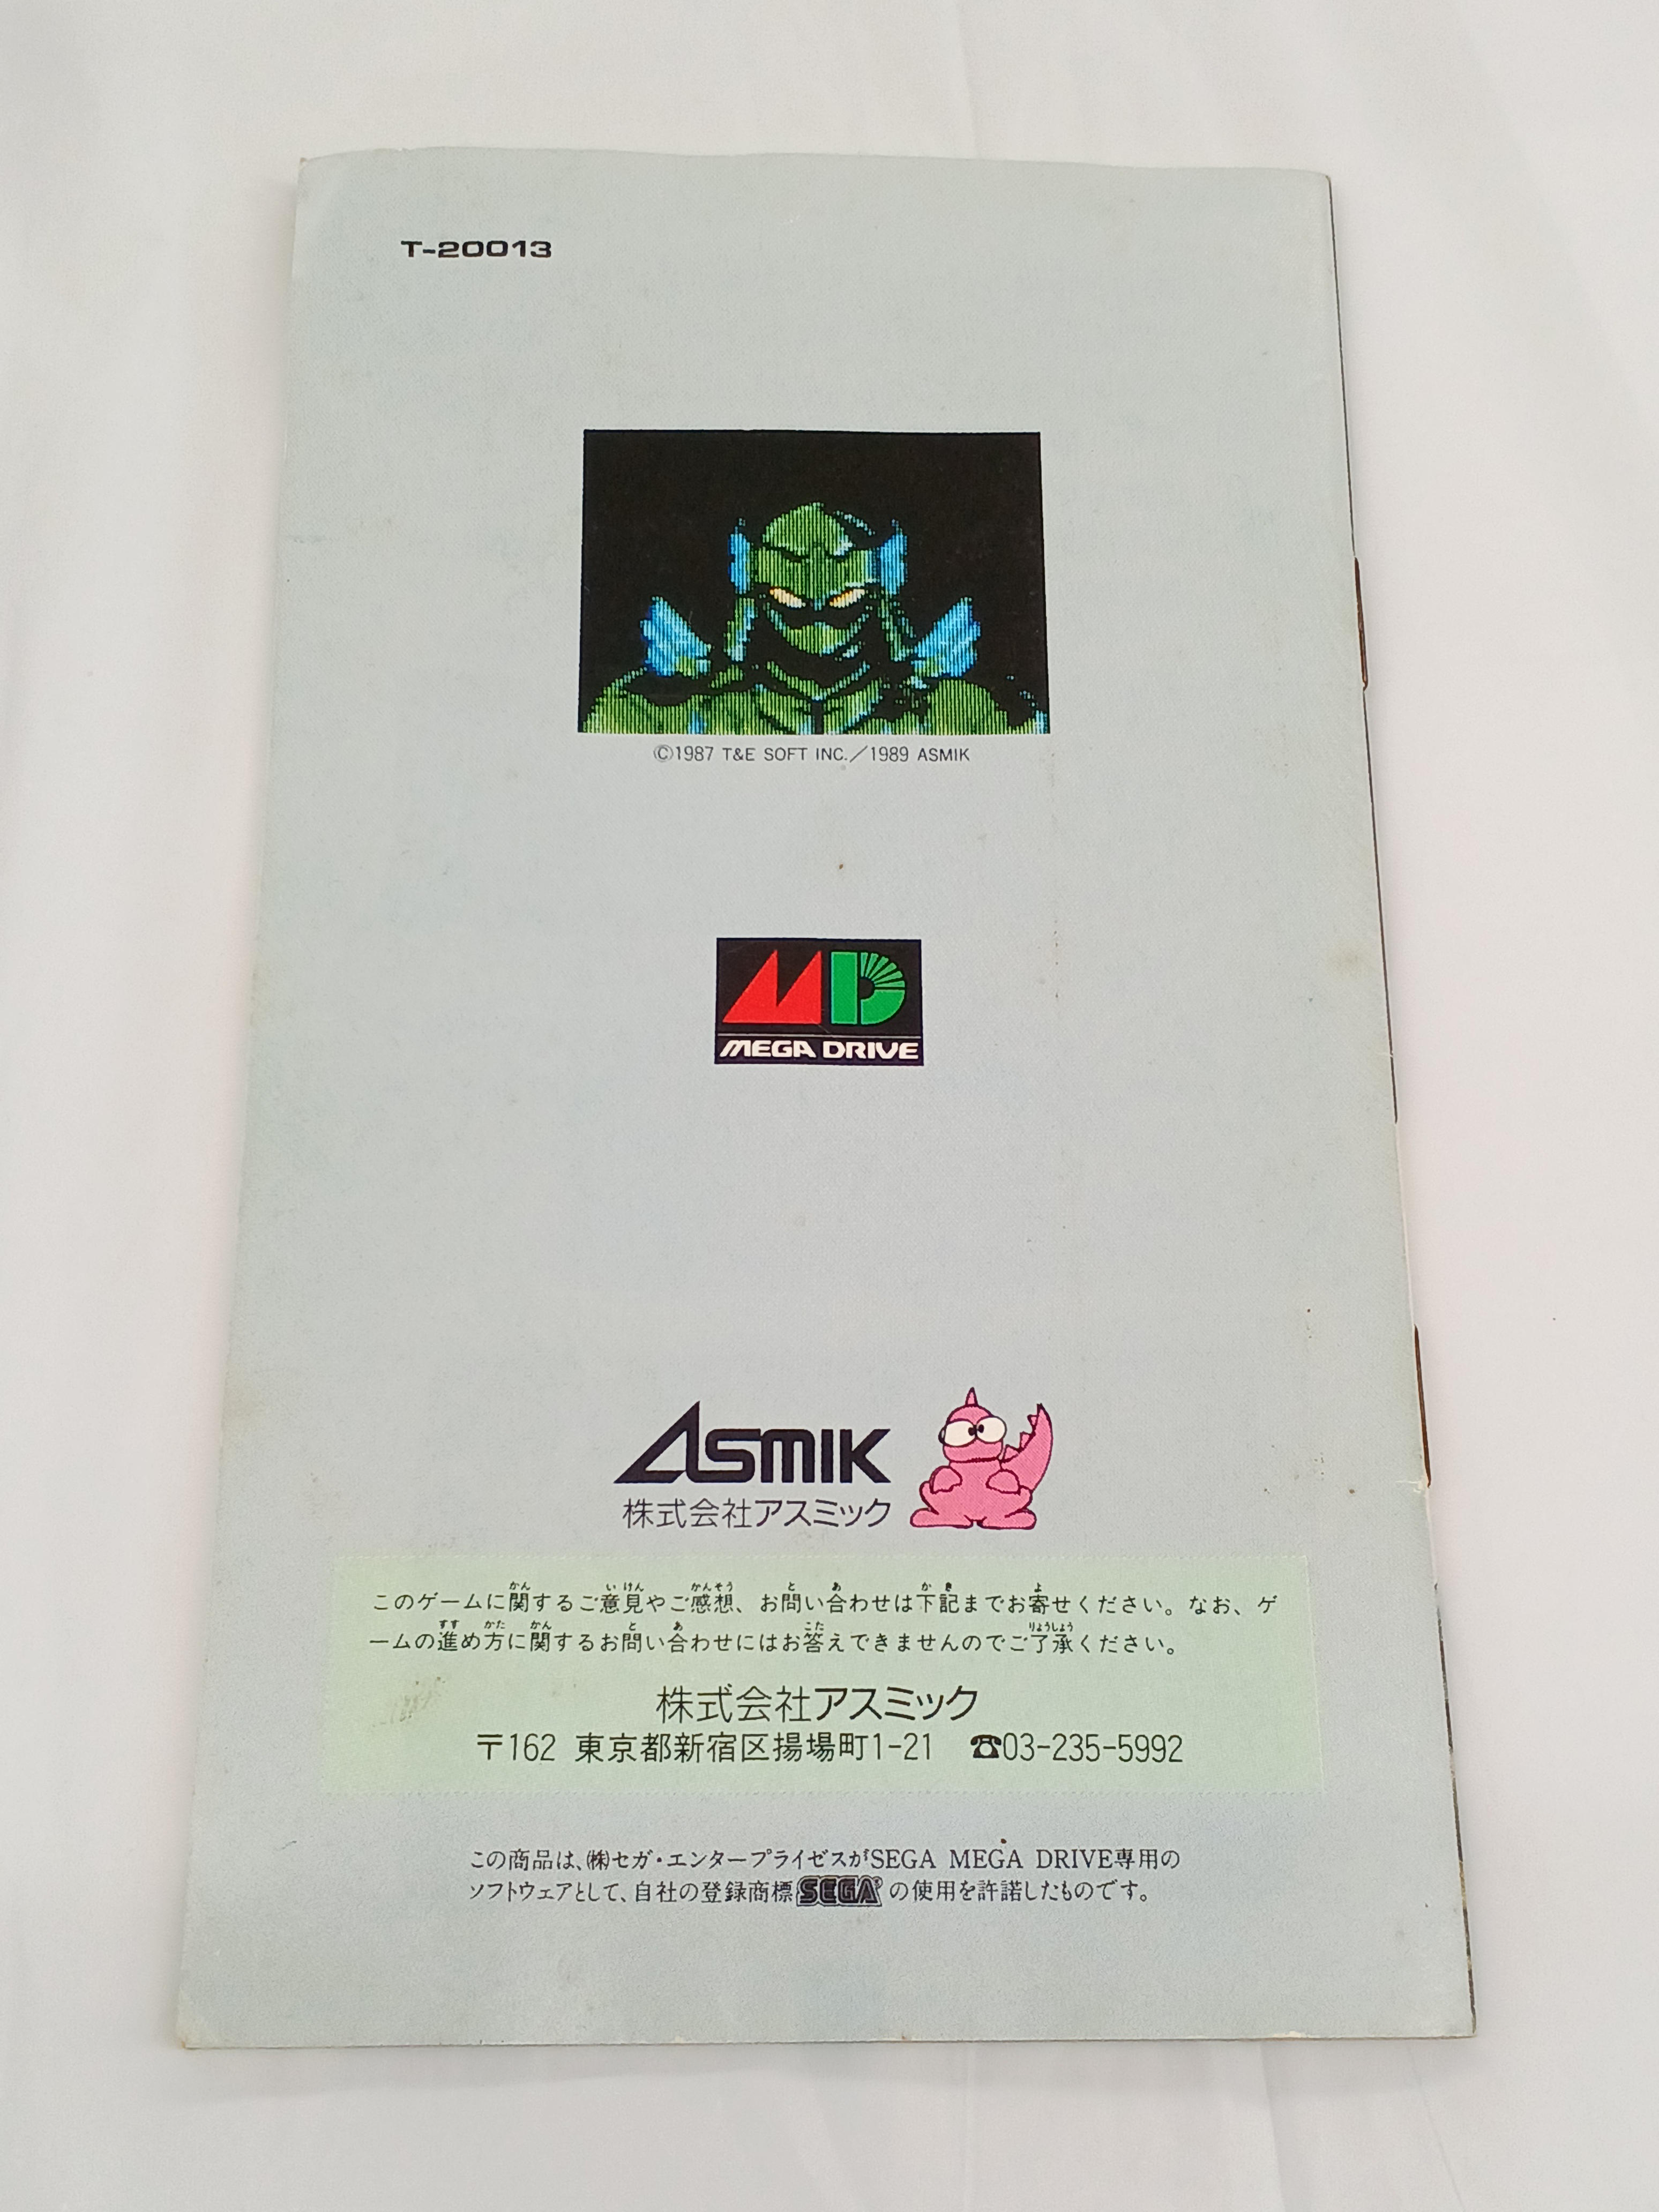 T-20013
©1987 T&E SOFT INC./1989 ASMIK
MD
MEGA DRIVE
ASMIK
株式会社アスミック
このゲームに関するご意見やご感想、お問い合わせは下記までお寄せください。なお、ゲ
ームの進め方に関するお問い合わせにはお答えできませんのでご了承ください。
株式会社アスミック
〒162 東京都新宿区揚場町1-21 ☎03-235-5992
この商品は、㈱セガ・エンタープライゼスがSEGA MEGA DRIVE専用の
ソフトウェアとして、自社の登録商標SEGA®の使用を許諾したものです。